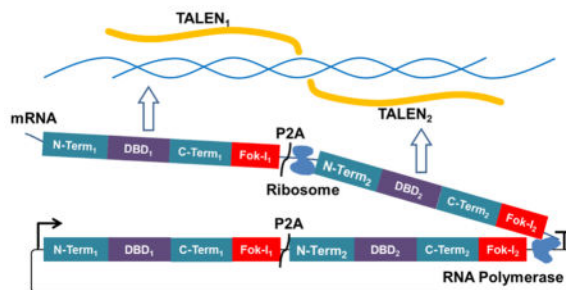 TALEN₁
TALEN₂
mRNA
N-Term₁ DBD₁ C-Term₁ Fok-I₁ P2A N-Term₂ DBD₂ C-Term₂ Fok-I₂
Ribosome
P2A
N-Term₁ DBD₁ C-Term₁ Fok-I₁ N-Term₂ DBD₂ C-Term₂ Fok-I₂
RNA Polymerase